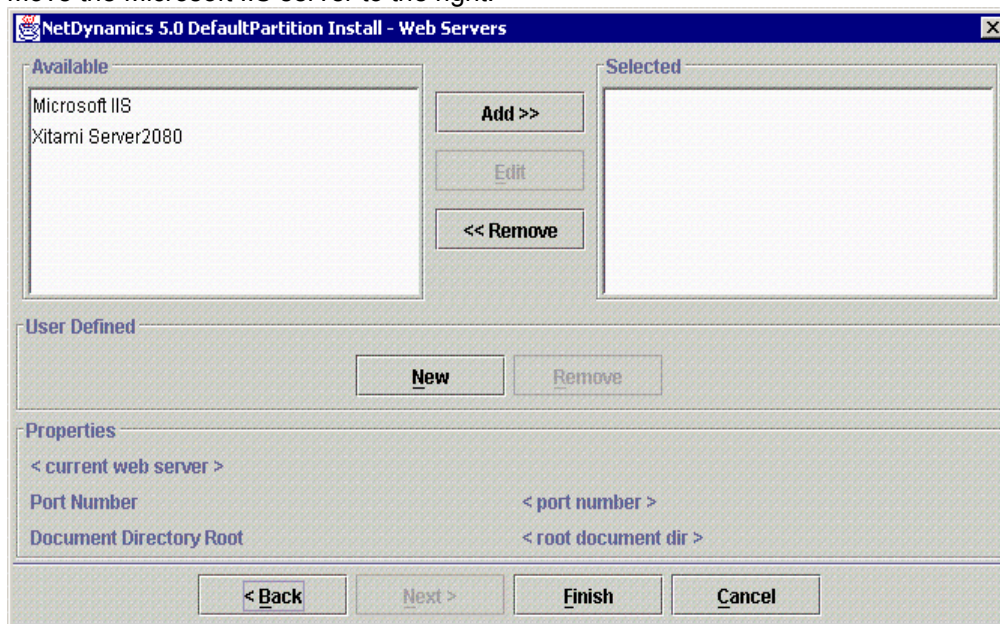 Move the Microsoft IIS server to the right.
NetDynamics 5.0 DefaultPartition Install - Web Servers
Available
Selected
Microsoft IIS
Xitami Server2080
Add >>
Edit
<< Remove
User Defined
New
Remove
Properties
< current web server >
Port Number
< port number >
Document Directory Root
< root document dir >
< Back
Next >
Finish
Cancel